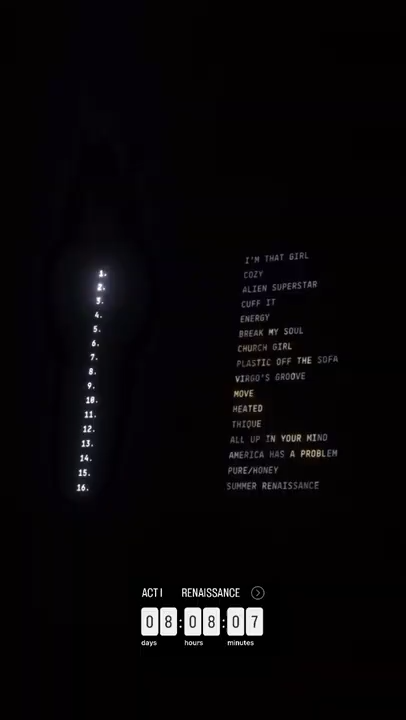 1. I'M THAT GIRL
2. COZY
3. ALIEN SUPERSTAR
4. CUFF IT
5. ENERGY
6. BREAK MY SOUL
7. CHURCH GIRL
8. PLASTIC OFF THE SOFA
9. VIRGO'S GROOVE
10. MOVE
11. HEATED
12. THIQUE
13. ALL UP IN YOUR MIND
14. AMERICA HAS A PROBLEM
15. PURE/HONEY
16. SUMMER RENAISSANCE
ACT I RENAISSANCE
08:08:07
days hours minutes